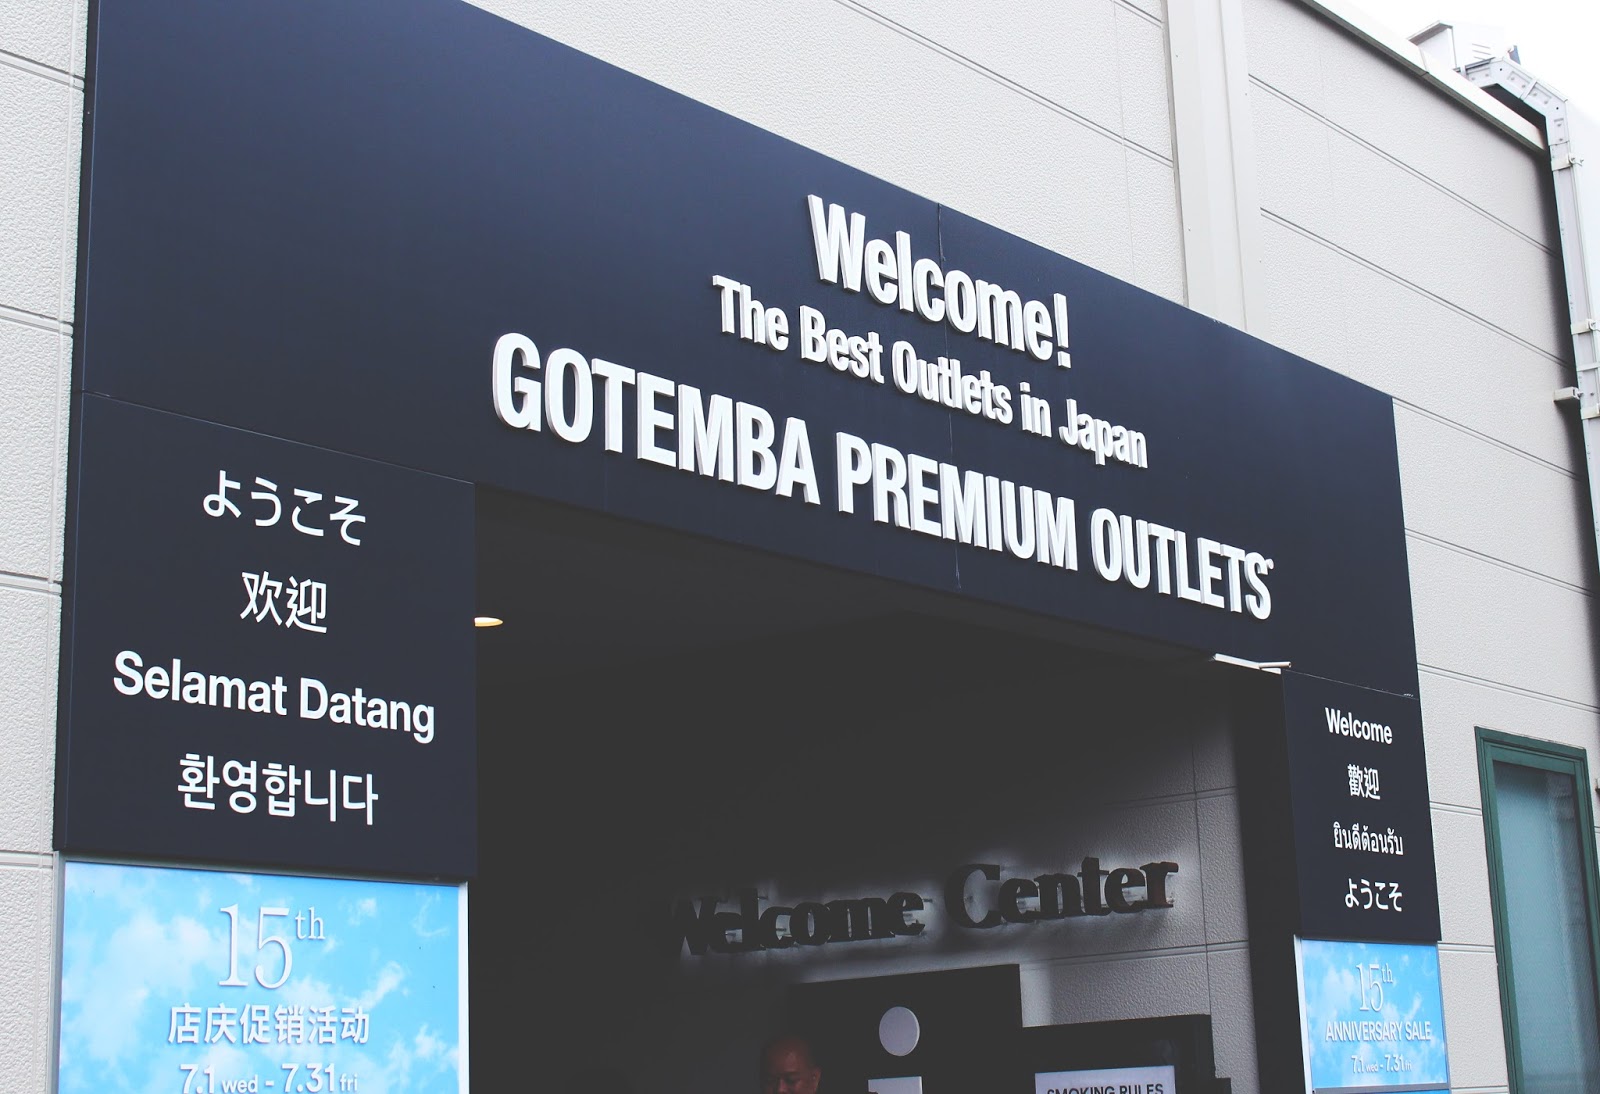 Welcome!
The Best Outlets in Japan
GOTEMBA PREMIUM OUTLETS®
ようこそ
欢迎
Selamat Datang
환영합니다
15th
店庆促销活动
7.1 wed - 7.31 fri
Welcome Center
i
SMOKING RULES
Welcome
歡迎
ยินดีต้อนรับ
ようこそ
15th
ANNIVERSARY SALE
7.1 wed - 7.31 fri